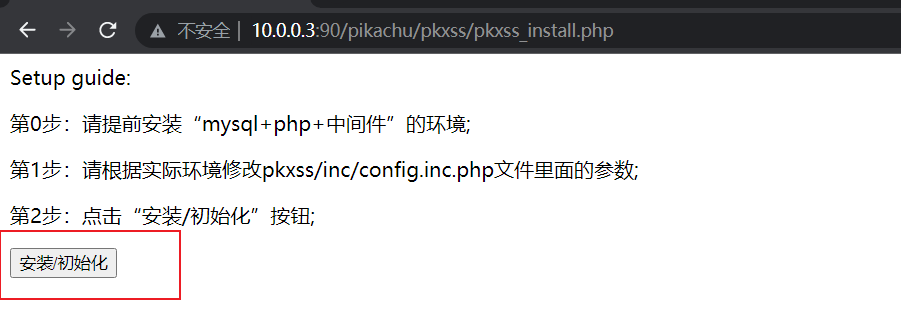 不安全 | 10.0.0.3:90/pikachu/pkxss/pkxss_install.php
Setup guide:
第0步：请提前安装“mysql+php+中间件”的环境;
第1步：请根据实际环境修改pkxss/inc/config.inc.php文件里面的参数;
第2步：点击“安装/初始化”按钮;
安装/初始化